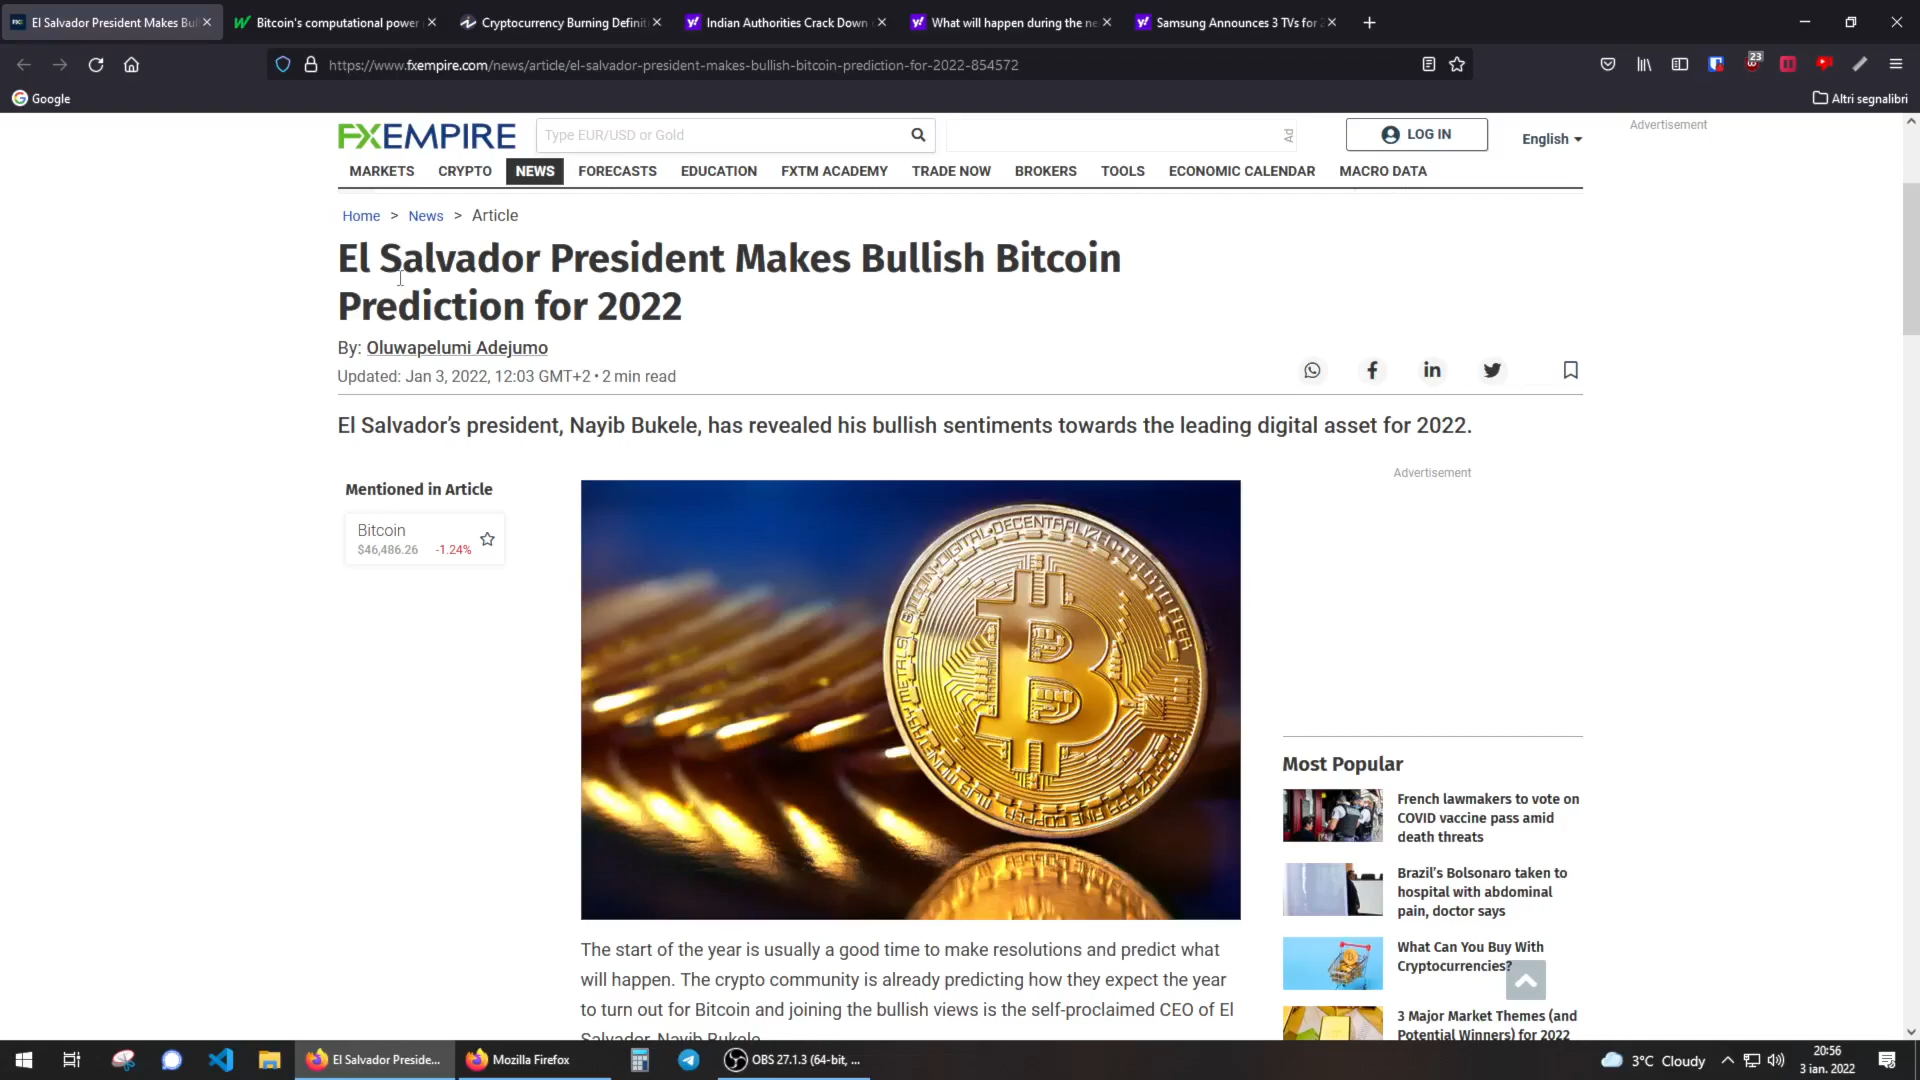 El Salvador President Makes Bul
Bitcoin's computational power
Cryptocurrency Burning Definit
Indian Authorities Crack Down
What will happen during the ne
Samsung Announces 3 TVs for 2
https://www.fxempire.com/news/article/el-salvador-president-makes-bullish-bitcoin-prediction-for-2022-854572
23
Google
Altri segnalibri
FXEMPIRE
Type EUR/USD or Gold
Ad
LOG IN
English
Advertisement
MARKETS CRYPTO NEWS FORECASTS EDUCATION FXTM ACADEMY TRADE NOW BROKERS TOOLS ECONOMIC CALENDAR MACRO DATA
Home > News > Article
El Salvador President Makes Bullish Bitcoin
Prediction for 2022
By: Oluwapelumi Adejumo
Updated: Jan 3, 2022, 12:03 GMT+2 • 2 min read
El Salvador’s president, Nayib Bukele, has revealed his bullish sentiments towards the leading digital asset for 2022.
Mentioned in Article
Bitcoin
$46,486.26 -1.24%
Advertisement
BITCOIN•DIGITAL•DECENTRALIZED•PEER TO PEER
The start of the year is usually a good time to make resolutions and predict what
will happen. The crypto community is already predicting how they expect the year
to turn out for Bitcoin and joining the bullish views is the self-proclaimed CEO of El
Salvador, Nayib Bukele.
Most Popular
French lawmakers to vote on
COVID vaccine pass amid
death threats
Brazil’s Bolsonaro taken to
hospital with abdominal
pain, doctor says
What Can You Buy With
Cryptocurrencies?
3 Major Market Themes (and
Potential Winners) for 2022
El Salvador Preside...
Mozilla Firefox
OBS 27.1.3 (64-bit, ...
3°C Cloudy
20:56
3 ian. 2022